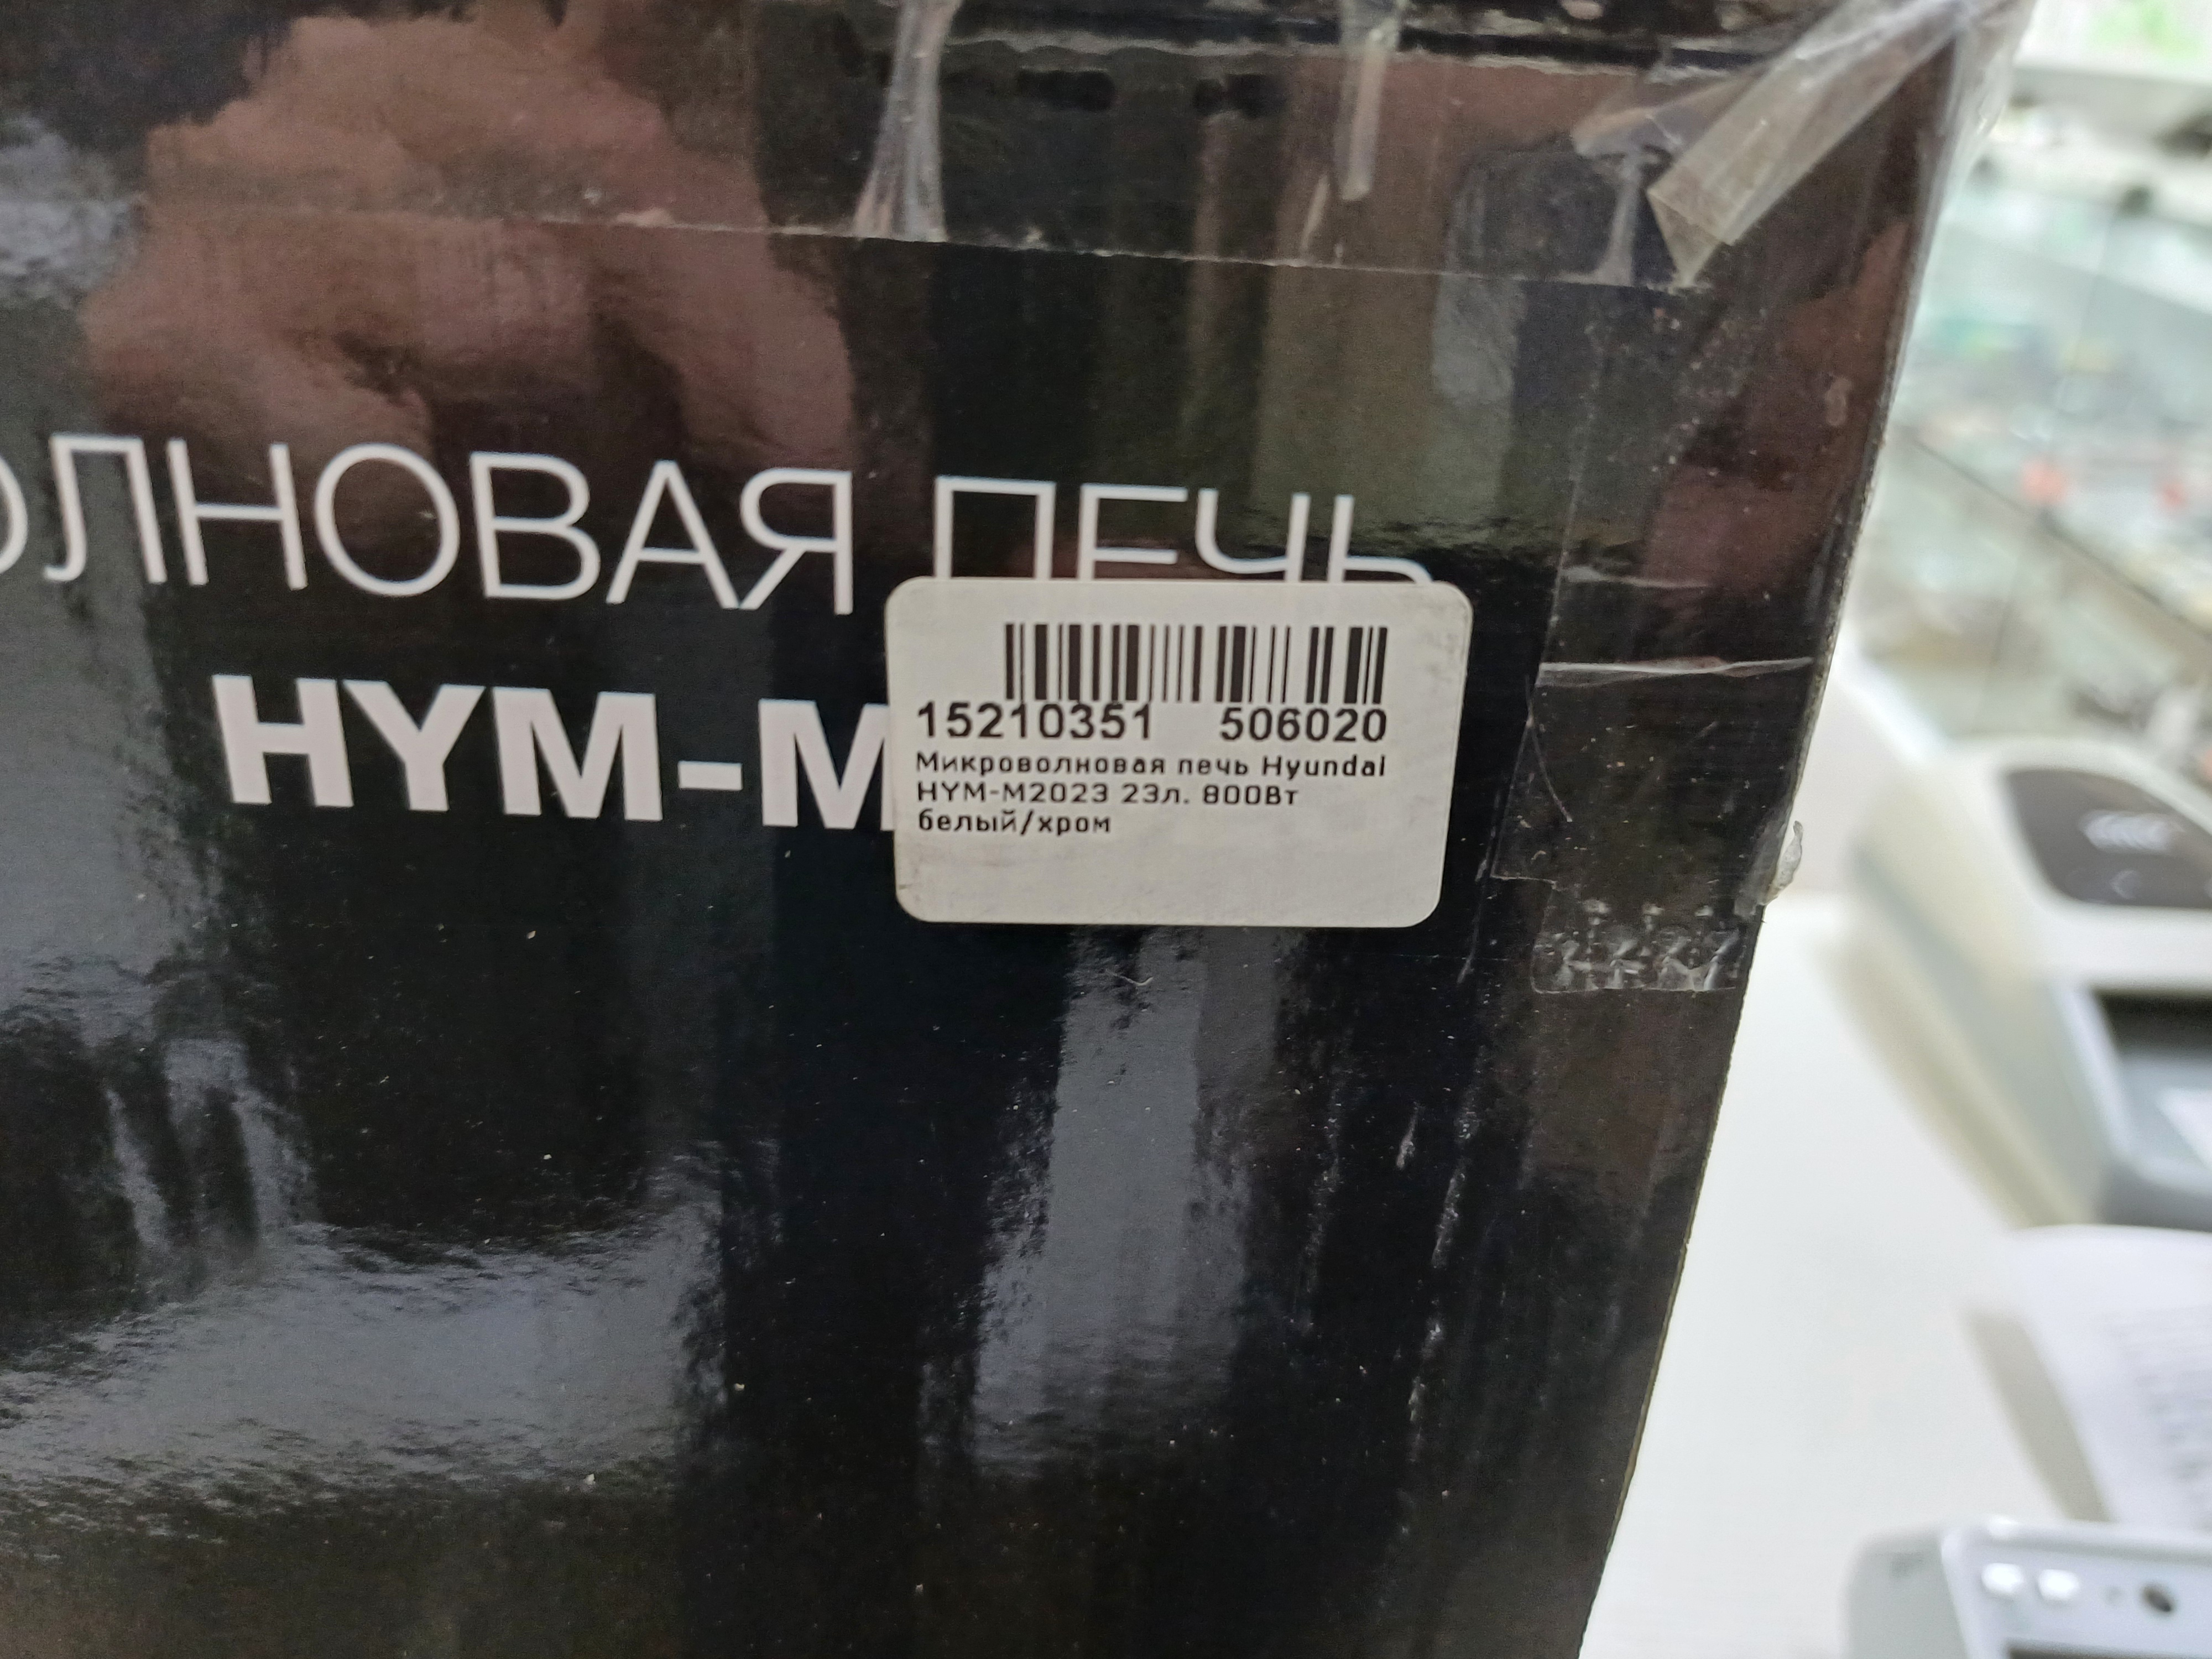 ОЛНОВАЯ ПЕЧЬ
HYM-M
15210351 506020
Микроволновая печь Hyundai
HYM-M2023 23л. 800Вт
белый/хром